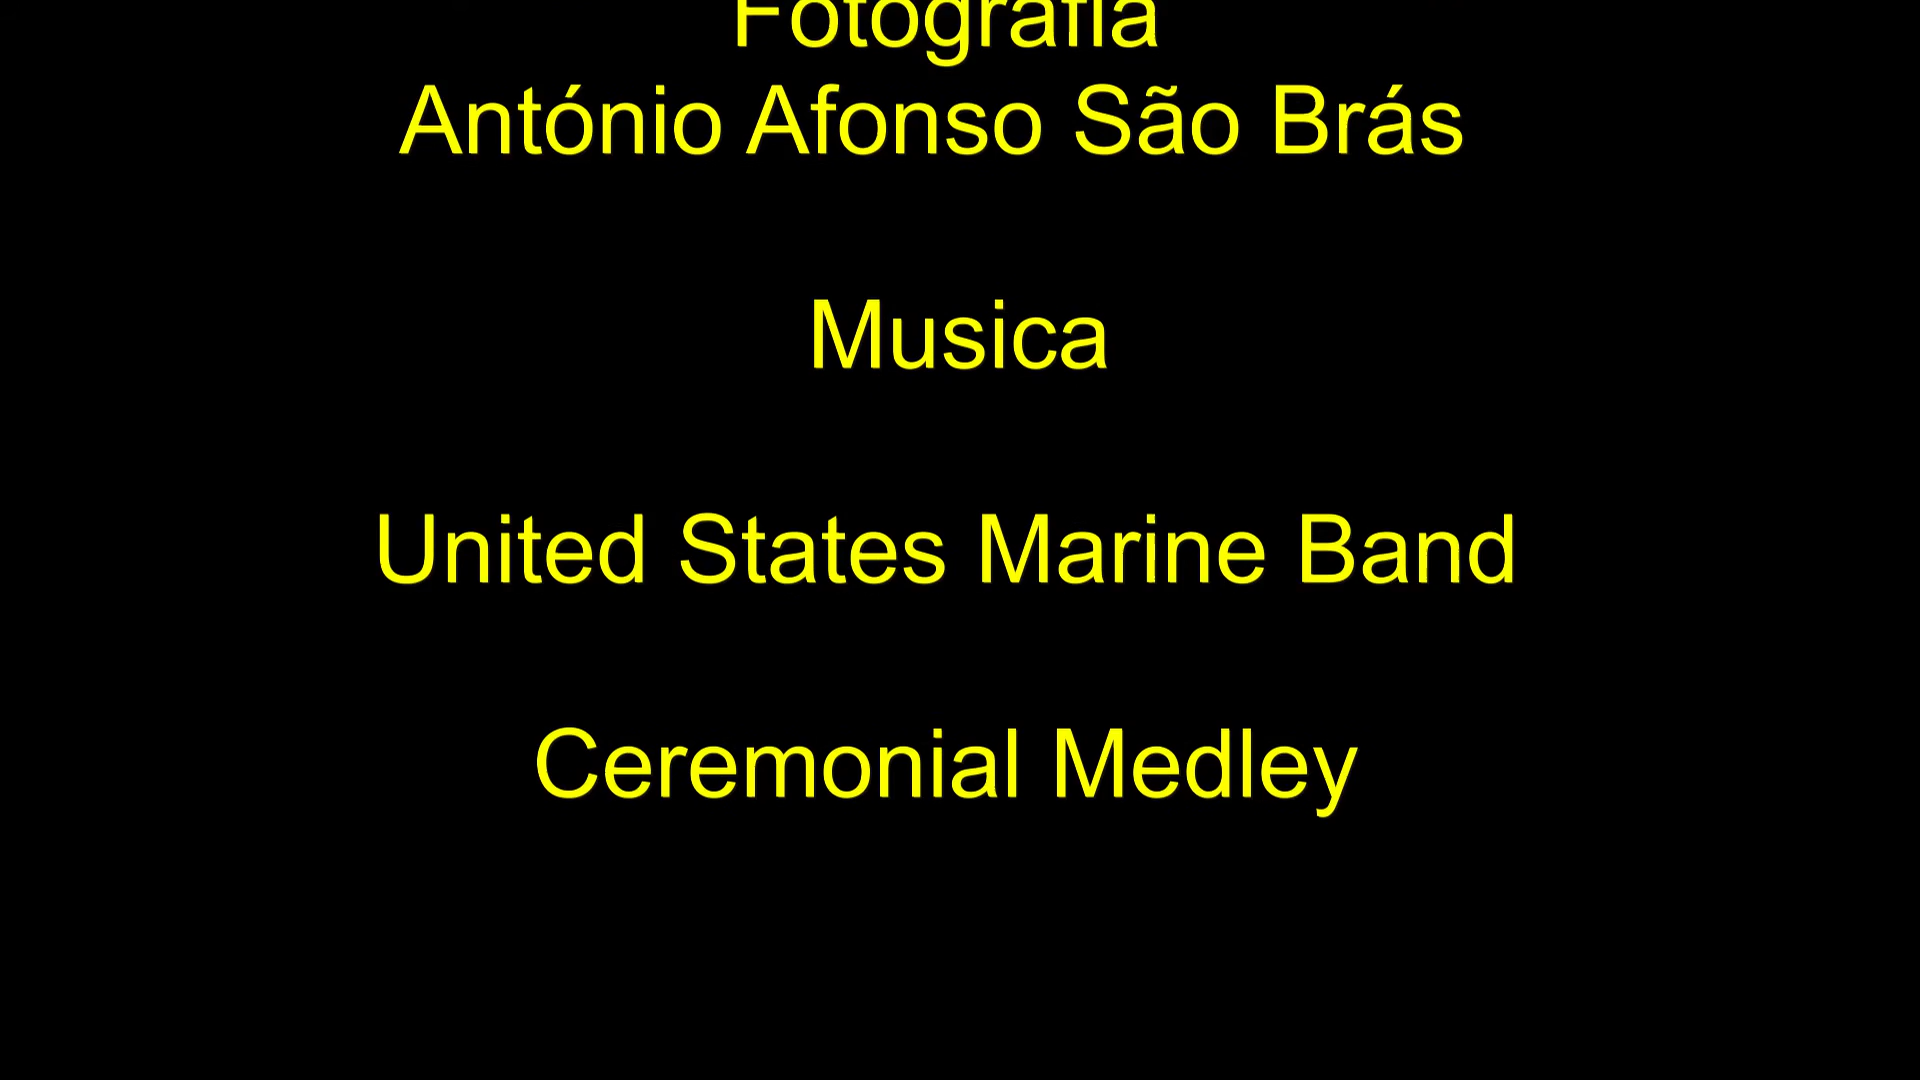 Fotografia
António Afonso São Brás
Musica
United States Marine Band
Ceremonial Medley